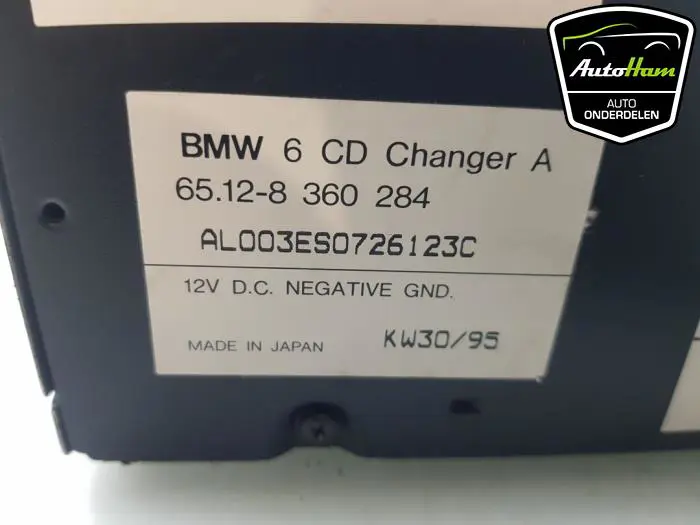 BMW 6 CD Changer A
65.12-8 360 284
AL003ES0726123C
12V D.C. NEGATIVE GND.
MADE IN JAPAN KW30/95
AutoHam
AUTO
ONDERDELEN